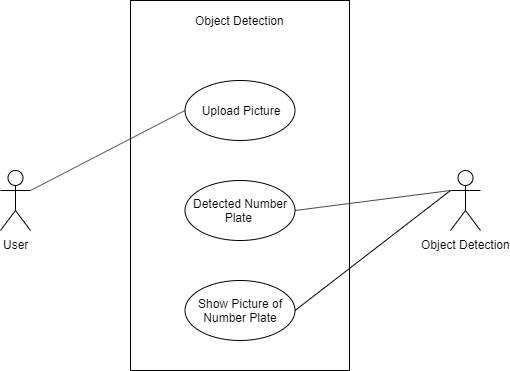 Object Detection
Upload Picture
Detected Number
Plate
User
Object Detection
Show Picture of
Number Plate